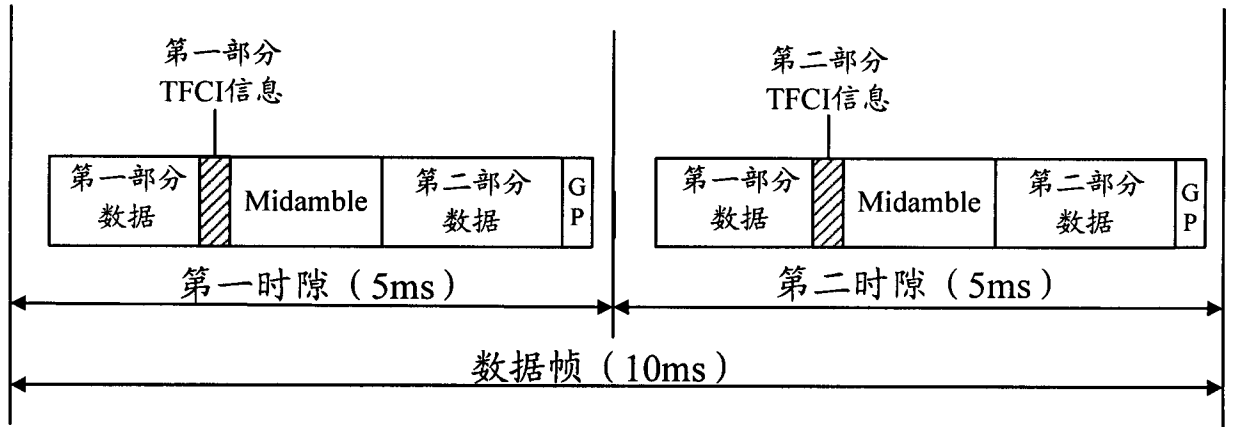 第一部分
TFCI信息
第二部分
TFCI信息
第一部分
数据
Midamble
第二部分
数据
G
P
第一部分
数据
Midamble
第二部分
数据
G
P
第一时隙（5ms）
第二时隙（5ms）
数据帧（10ms）